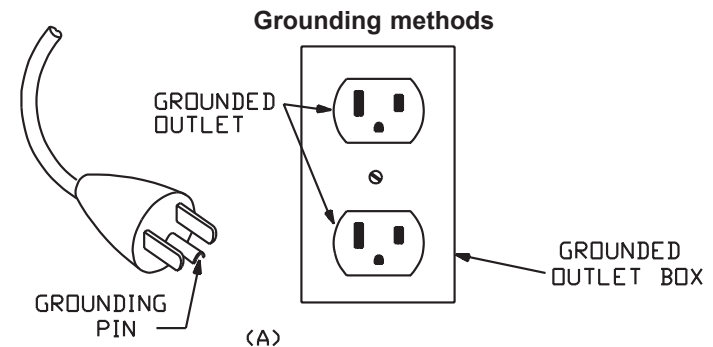 Grounding methods
GROUNDED
OUTLET
GROUNDED
OUTLET BOX
GROUNDING
PIN
(A)